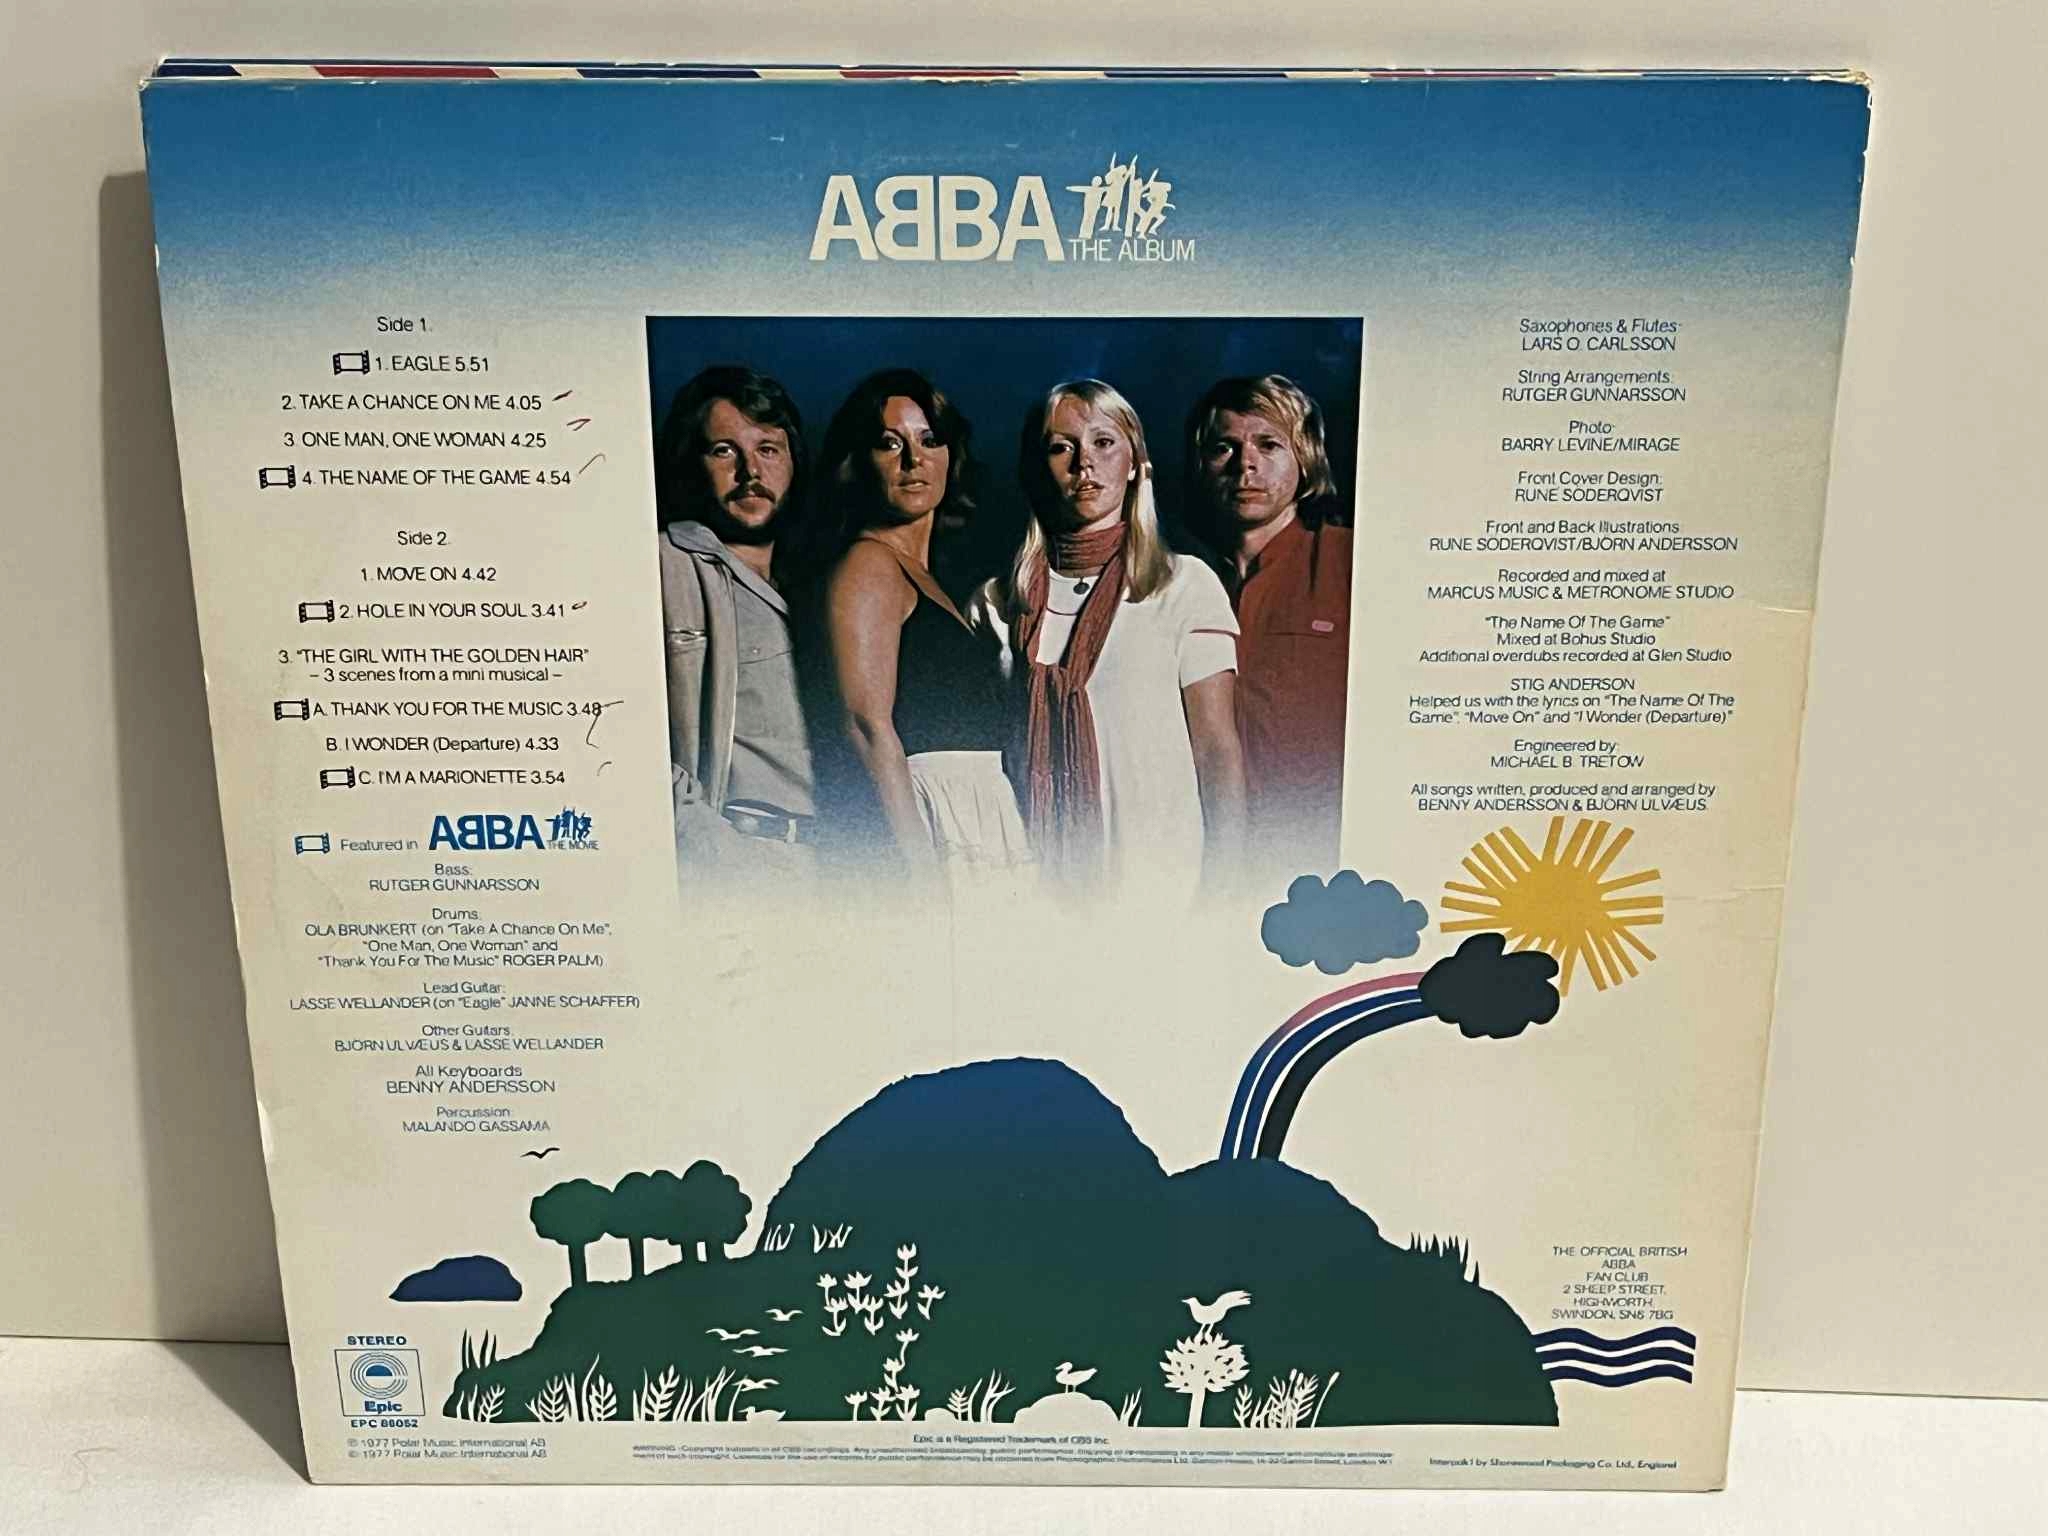 ABBA
THE ALBUM
Side 1.
1. EAGLE 5.51
2. TAKE A CHANCE ON ME 4.05
3. ONE MAN, ONE WOMAN 4.25
4. THE NAME OF THE GAME 4.54
Side 2.
1. MOVE ON 4.42
2. HOLE IN YOUR SOUL 3.41
3. "THE GIRL WITH THE GOLDEN HAIR"
– 3 scenes from a mini musical –
A. THANK YOU FOR THE MUSIC 3.48
B. I WONDER (Departure) 4.33
C. I'M A MARIONETTE 3.54
Featured in ABBA
THE MOVIE
Bass:
RUTGER GUNNARSSON
Drums:
OLA BRUNKERT (on "Take A Chance On Me",
"One Man, One Woman" and
"Thank You For The Music" ROGER PALM)
Lead Guitar:
LASSE WELLANDER (on "Eagle" JANNE SCHAFFER)
Other Guitars:
BJÖRN ULVÆUS & LASSE WELLANDER
All Keyboards
BENNY ANDERSSON
Percussion:
MALANDO GASSAMA
Saxophones & Flutes:
LARS O. CARLSSON
String Arrangements:
RUTGER GUNNARSSON
Photo:
BARRY LEVINE/MIRAGE
Front Cover Design:
RUNE SÖDERQVIST
Front and Back Illustrations:
RUNE SÖDERQVIST/BJÖRN ANDERSSON
Recorded and mixed at
MARCUS MUSIC & METRONOME STUDIO
"The Name Of The Game"
Mixed at Bohus Studio
Additional overdubs recorded at Glen Studio
STIG ANDERSON
Helped us with the lyrics on "The Name Of The
Game", "Move On" and "I Wonder (Departure)"
Engineered by:
MICHAEL B. TRETOW
All songs written, produced and arranged by:
BENNY ANDERSSON & BJÖRN ULVÆUS.
THE OFFICIAL BRITISH
ABBA
FAN CLUB
2 SHEEP STREET,
HIGHWORTH,
SWINDON, SN6 7BG
STEREO
Epic
EPC 86052
℗ 1977 Polar Music International AB
© 1977 Polar Music International AB
Epic is a Registered Trademark of CBS Inc.
Interpak 1 by Shorewood Packaging Co. Ltd., England